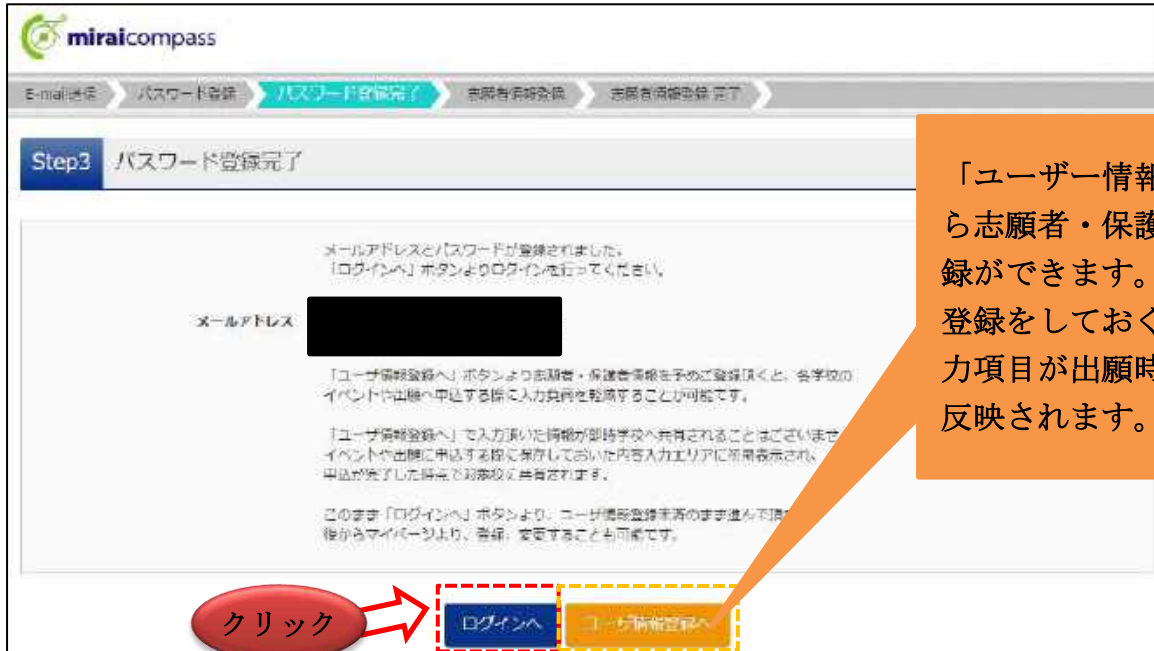 miraicompass
E-mail送信 パスワード登録 パスワード登録完了 志願者情報登録 志願者情報登録 完了
Step3 パスワード登録完了
メールアドレスとパスワードが登録されました。
「ログインへ」ボタンよりログインを行ってください。
メールアドレス
「ユーザ情報登録へ」ボタンより志願者・保護者情報を予めご登録頂くと、各学校の
イベントや出願へ申込する際に入力負荷を軽減することが可能です。
「ユーザ情報登録へ」で入力頂いた情報が即時学校へ共有されることはございませ
イベントや出願に申込する際に保存しておいた内容入力エリアに初期表示され、
申込が完了した時点で対象校に共有されます。
このまま「ログインへ」ボタンより、ユーザ情報登録未済のまま進んで頂
後からマイページより、登録、変更することも可能です。
「ユーザー情報
ら志願者・保護
録ができます。
登録をしておく
力項目が出願時
反映されます。
クリック
ログインへ
ユーザ情報登録へ